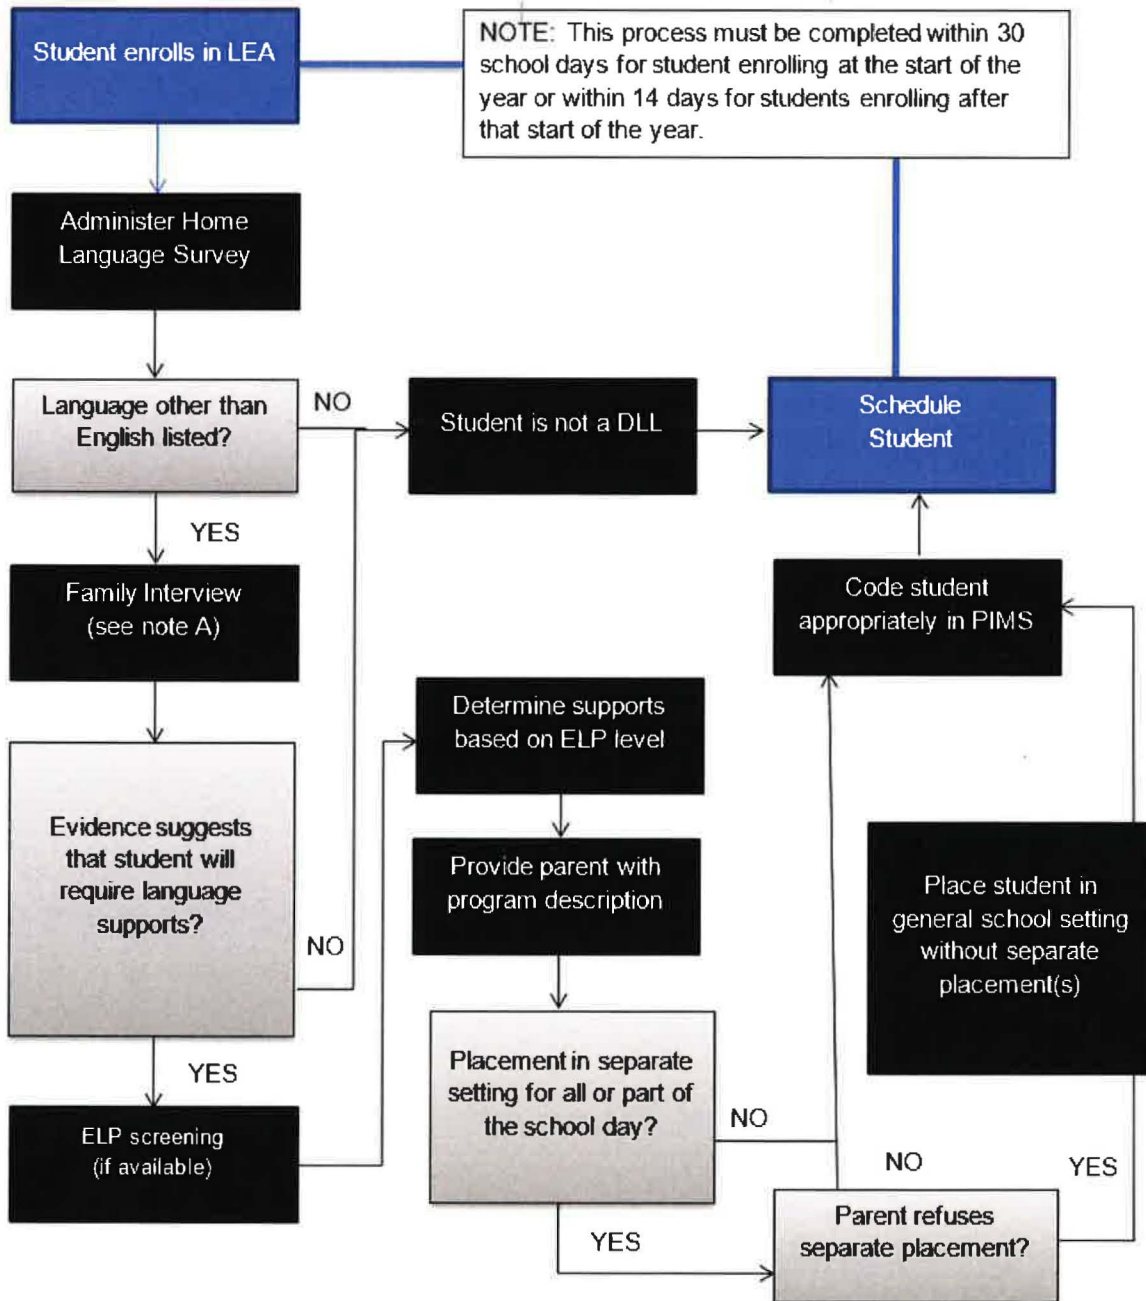 Student enrolls in LEA
NOTE: This process must be completed within 30
school days for student enrolling at the start of the
year or within 14 days for students enrolling after
that start of the year.
Administer Home
Language Survey
Language other than
English listed?
NO
Student is not a DLL
Schedule
Student
YES
Family Interview
(see note A)
Code student
appropriately in PIMS
Determine supports
based on ELP level
Evidence suggests
that student will
require language
supports?
NO
Provide parent with
program description
Place student in
general school setting
without separate
placement(s)
YES
Placement in separate
setting for all or part of
the school day?
NO
ELP screening
(if available)
NO
YES
YES
Parent refuses
separate placement?